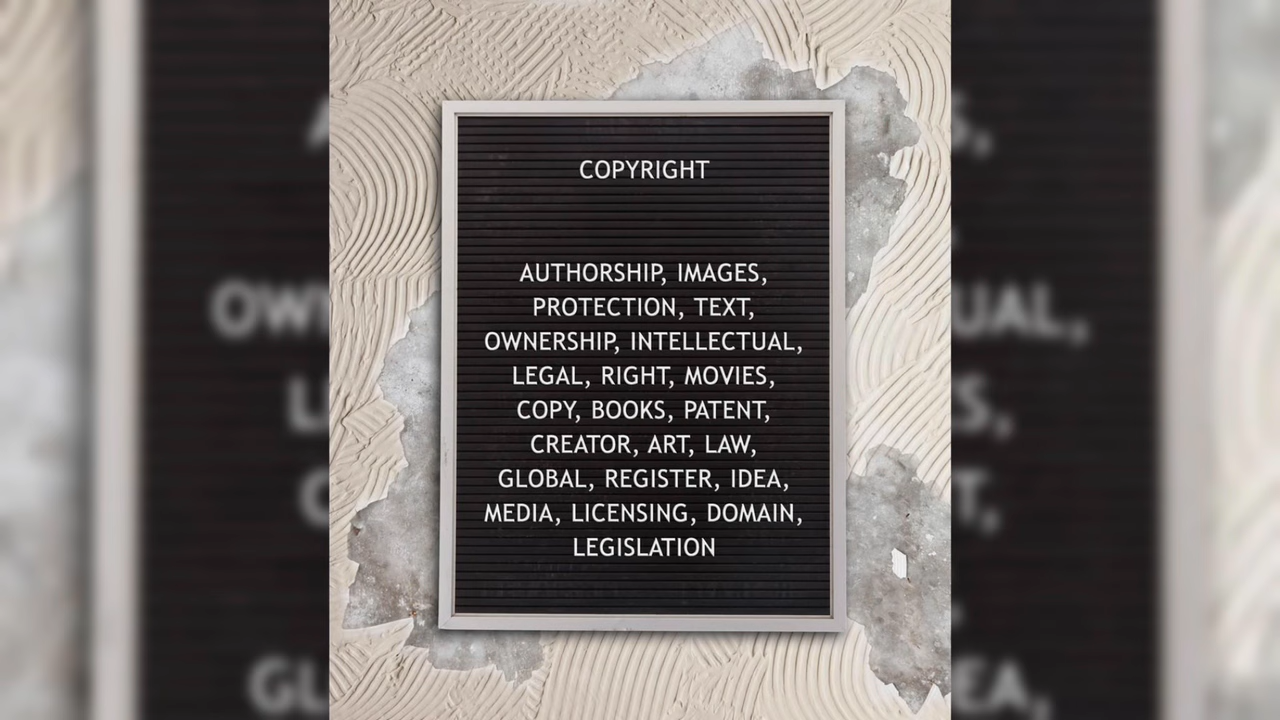 COPYRIGHT
AUTHORSHIP, IMAGES,
PROTECTION, TEXT,
OWNERSHIP, INTELLECTUAL,
LEGAL, RIGHT, MOVIES,
COPY, BOOKS, PATENT,
CREATOR, ART, LAW,
GLOBAL, REGISTER, IDEA,
MEDIA, LICENSING, DOMAIN,
LEGISLATION